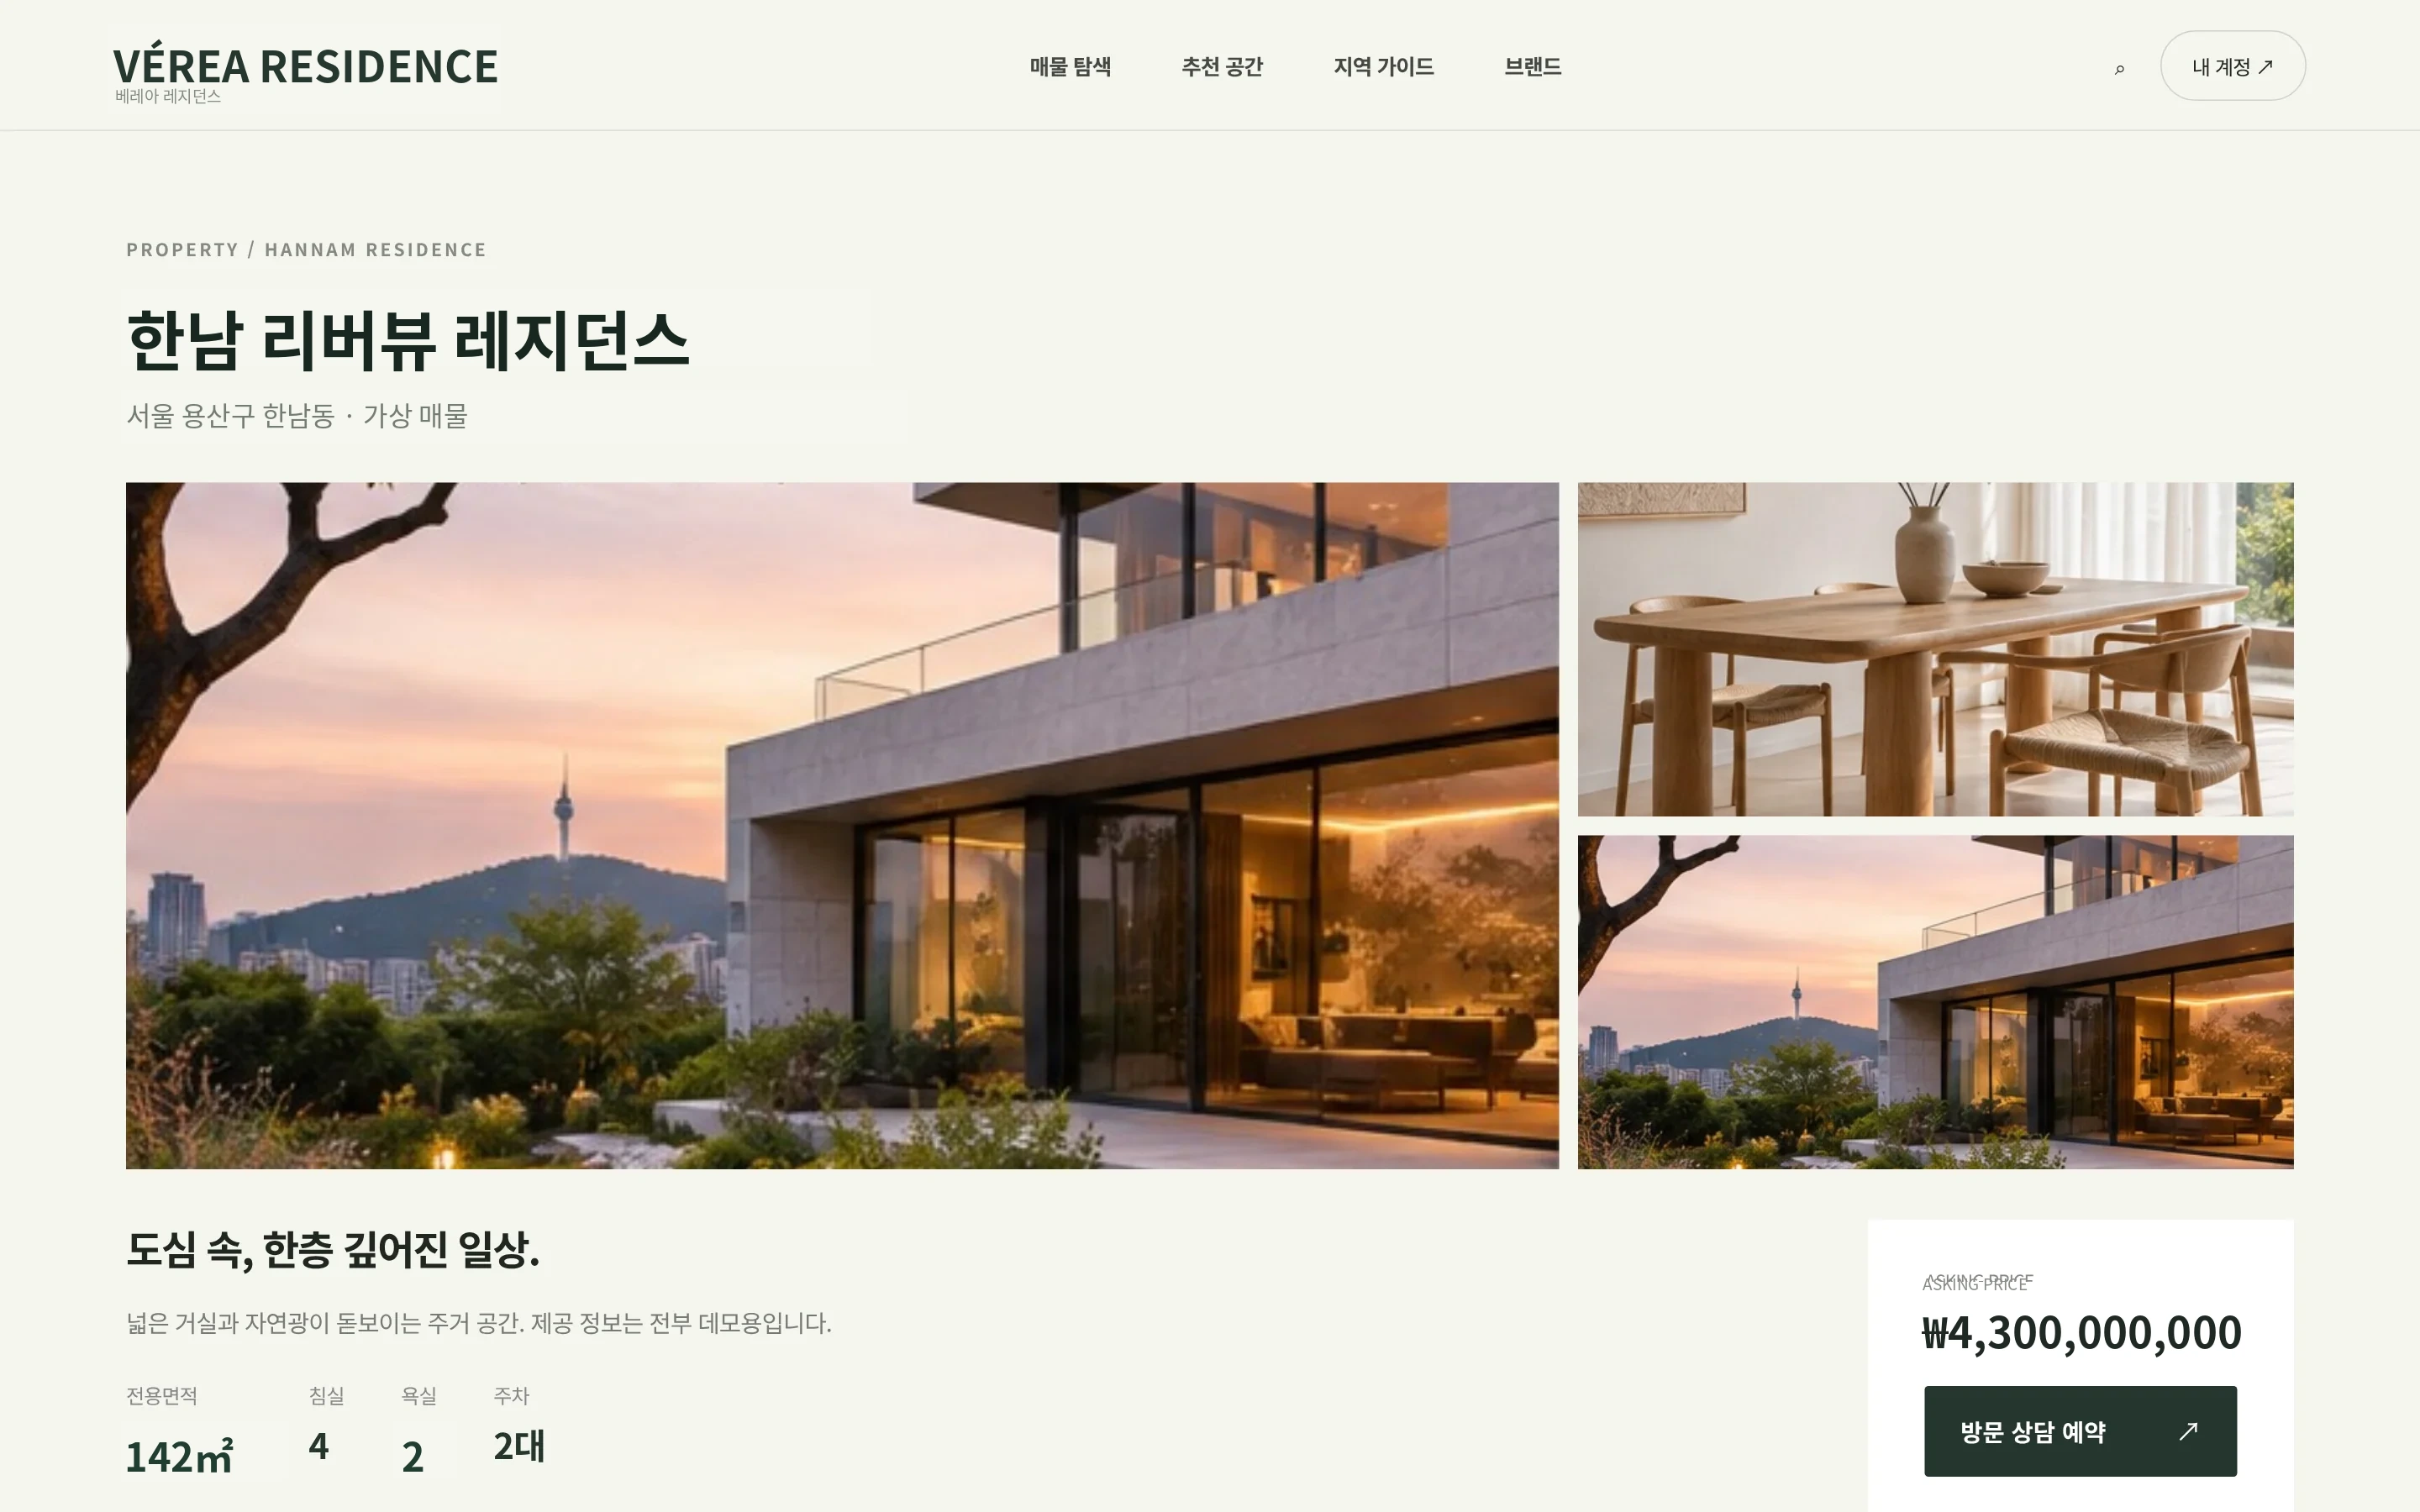 VÉREA RESIDENCE
베레아 레지던스
매물 탐색
추천 공간
지역 가이드
브랜드
내 계정 ↗
PROPERTY / HANNAM RESIDENCE
한남 리버뷰 레지던스
서울 용산구 한남동 · 가상 매물
도심 속, 한층 깊어진 일상.
넓은 거실과 자연광이 돋보이는 주거 공간. 제공 정보는 전부 데모용입니다.
전용면적
142㎡
침실
4
욕실
2
주차
2대
ASKING PRICE
ASKING PRICE
₩4,300,000,000
방문 상담 예약 ↗